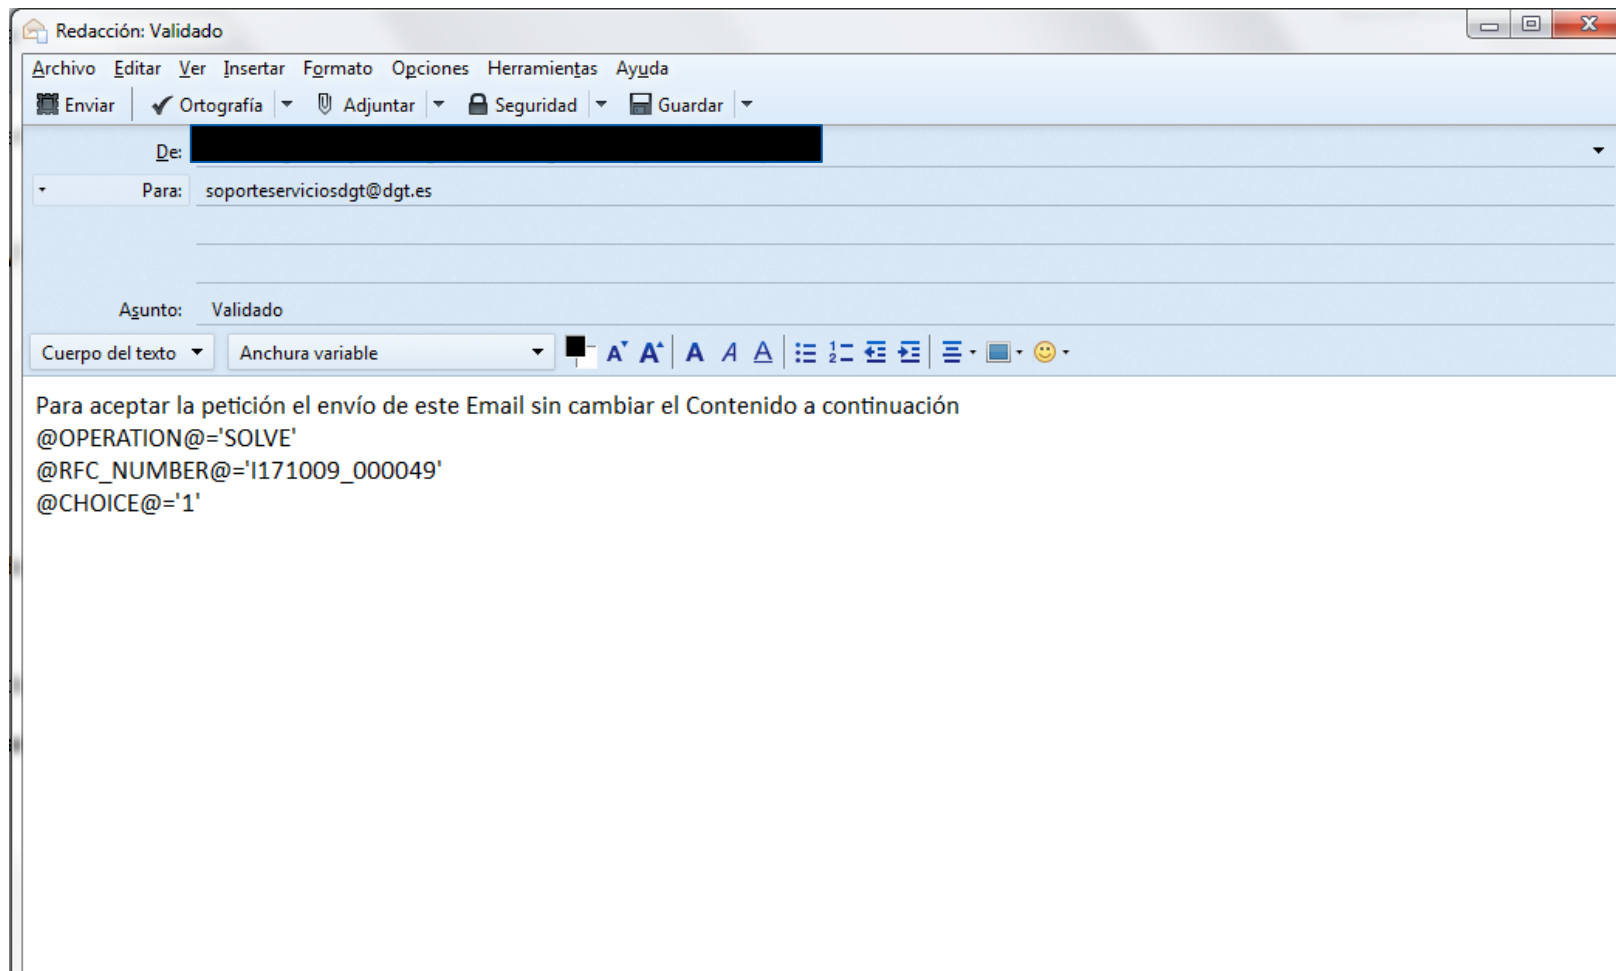 Redacción: Validado
Archivo Editar Ver Insertar Formato Opciones Herramientas Ayuda
Enviar Ortografía Adjuntar Seguridad Guardar
De:
Para: soporteserviciosdgt@dgt.es
Asunto: Validado
Cuerpo del texto Anchura variable
Para aceptar la petición el envío de este Email sin cambiar el Contenido a continuación
@OPERATION@='SOLVE'
@RFC_NUMBER@='I171009_000049'
@CHOICE@='1'